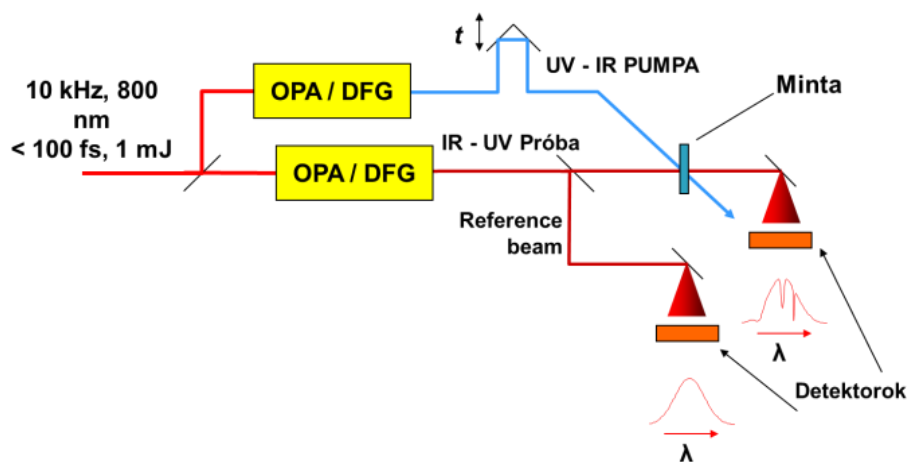 t
UV - IR PUMPA
10 kHz, 800
nm
< 100 fs, 1 mJ
OPA / DFG
Minta
IR - UV Próba
OPA / DFG
Reference
beam
λ
Detektorok
λ